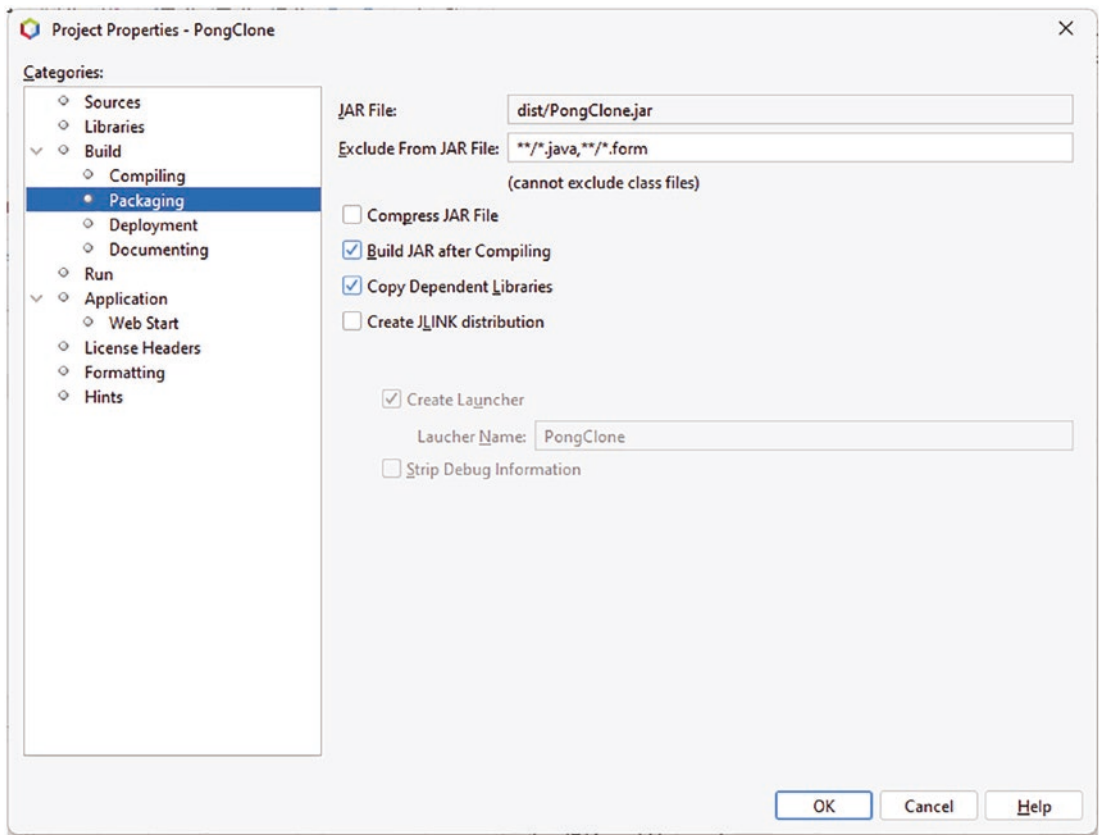 Project Properties - PongClone
Categories:
Sources
Libraries
Build
Compiling
Packaging
Deployment
Documenting
Run
Application
Web Start
License Headers
Formatting
Hints
JAR File: dist/PongClone.jar
Exclude From JAR File: **/*.java,**/*.form
(cannot exclude class files)
Compress JAR File
Build JAR after Compiling
Copy Dependent Libraries
Create JLINK distribution
Create Launcher
Laucher Name: PongClone
Strip Debug Information
OK Cancel Help